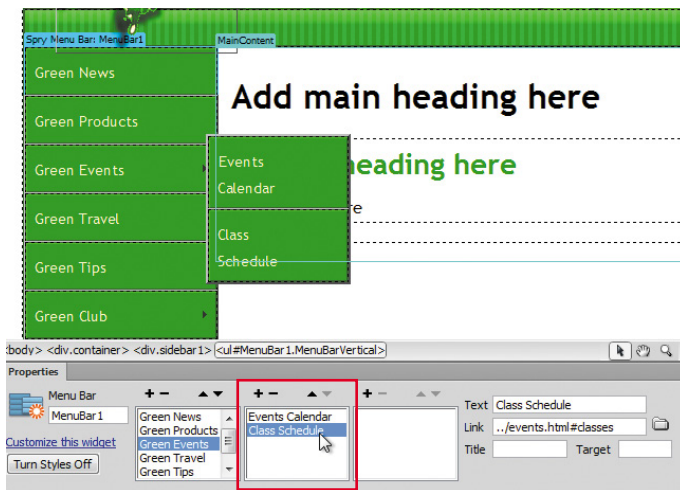 Spry Menu Bar: MenuBar1
MainContent
Green News
Add main heading here
Green Products
Green Events
Events
Calendar
heading here
re
Green Travel
Class
Schedule
Green Tips
Green Club
<body> <div.container> <div.sidebar1> <ul#MenuBar1.MenuBarVertical>
Properties
Menu Bar
MenuBar1
Customize this widget
Turn Styles Off
Green News
Green Products
Green Events
Green Travel
Green Tips
Events Calendar
Class Schedule
Text Class Schedule
Link ../events.html#classes
Title Target